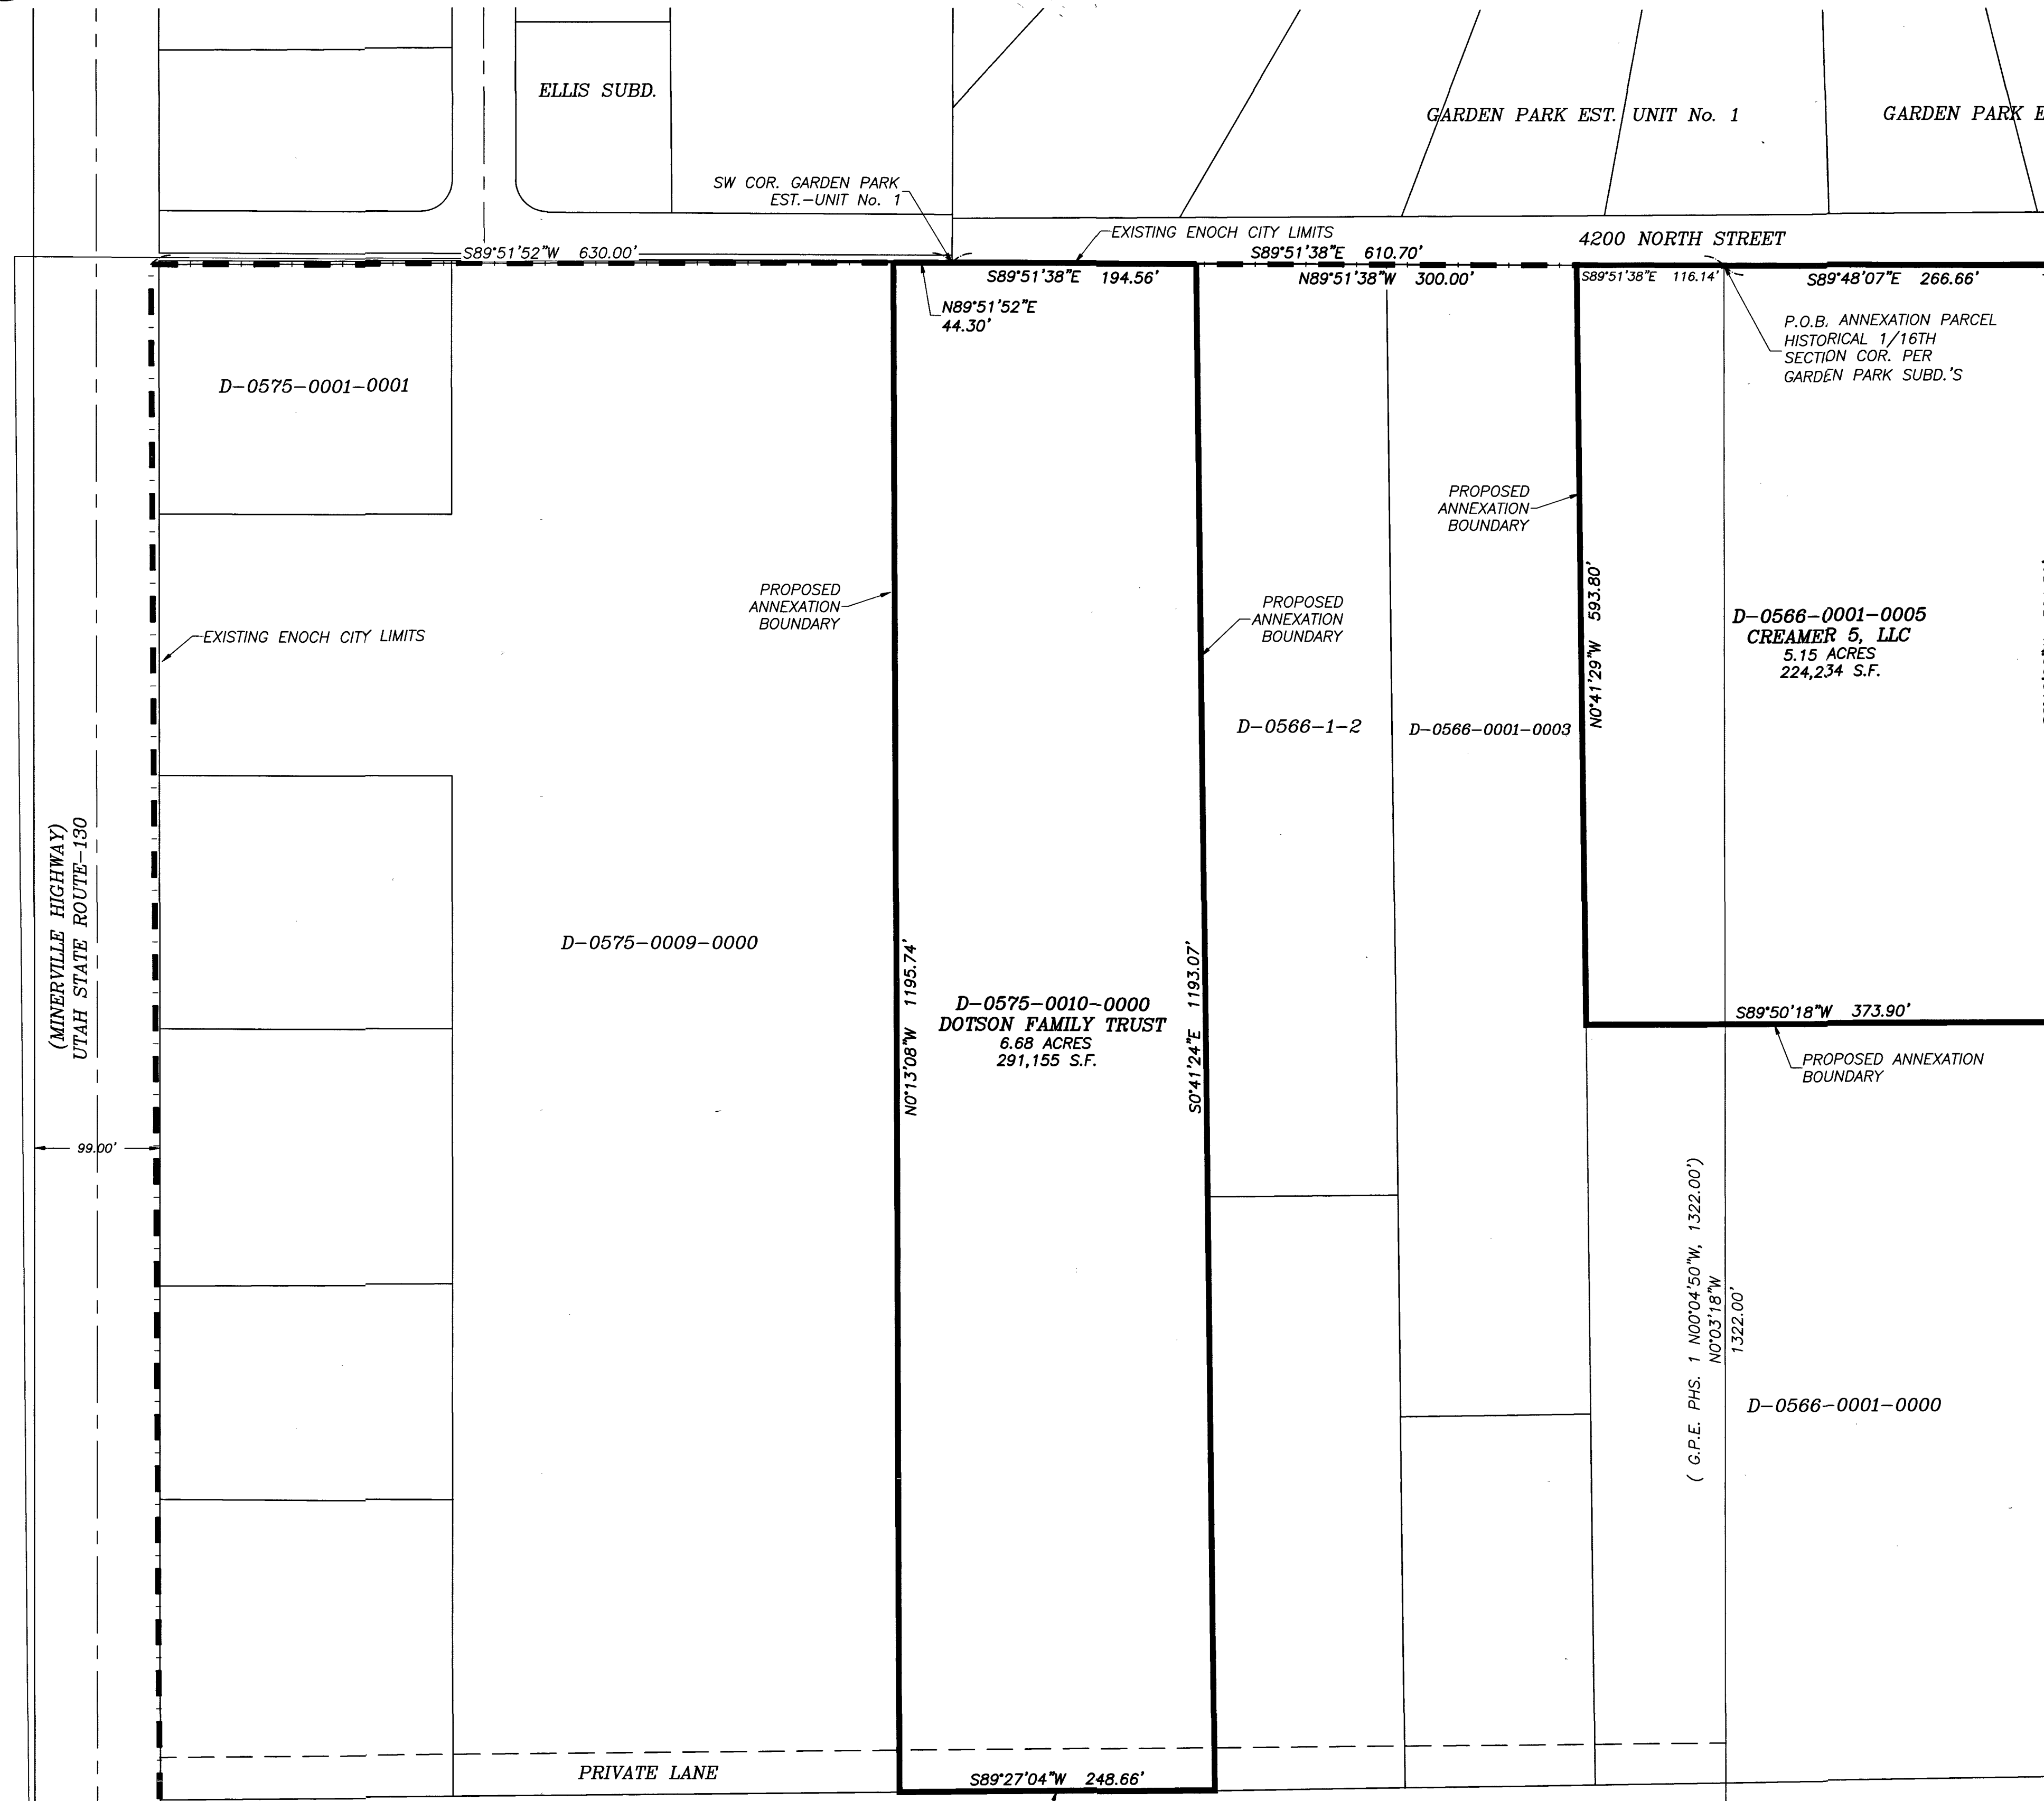 ELLIS SUBD.
GARDEN PARK EST. UNIT No. 1
GARDEN PARK E
SW COR. GARDEN PARK
EST.-UNIT No. 1
EXISTING ENOCH CITY LIMITS
4200 NORTH STREET
S89°51'52"W 630.00'
S89°51'38"E 610.70'
S89°51'38"E 194.56'
N89°51'38"W 300.00'
S89°51'38"E 116.14'
S89°48'07"E 266.66'
N89°51'52"E
44.30'
P.O.B. ANNEXATION PARCEL
HISTORICAL 1/16TH
SECTION COR. PER
GARDEN PARK SUBD.'S
D-0575-0001-0001
PROPOSED
ANNEXATION
BOUNDARY
PROPOSED
ANNEXATION
BOUNDARY
PROPOSED
ANNEXATION
BOUNDARY
EXISTING ENOCH CITY LIMITS
N0°41'29"W 593.80'
D-0566-0001-0005
CREAMER 5, LLC
5.15 ACRES
224,234 S.F.
D-0566-1-2
D-0566-0001-0003
(MINERVILLE HIGHWAY)
UTAH STATE ROUTE-130
D-0575-0009-0000
N0°13'08"W 1195.74'
D-0575-0010-0000
DOTSON FAMILY TRUST
6.68 ACRES
291,155 S.F.
S0°41'24"E 1193.07'
S89°50'18"W 373.90'
PROPOSED ANNEXATION
BOUNDARY
99.00'
( G.P.E. PHS. 1 N00°04'50"W, 1322.00')
N0°03'18"W
1322.00'
D-0566-0001-0000
PRIVATE LANE
S89°27'04"W 248.66'